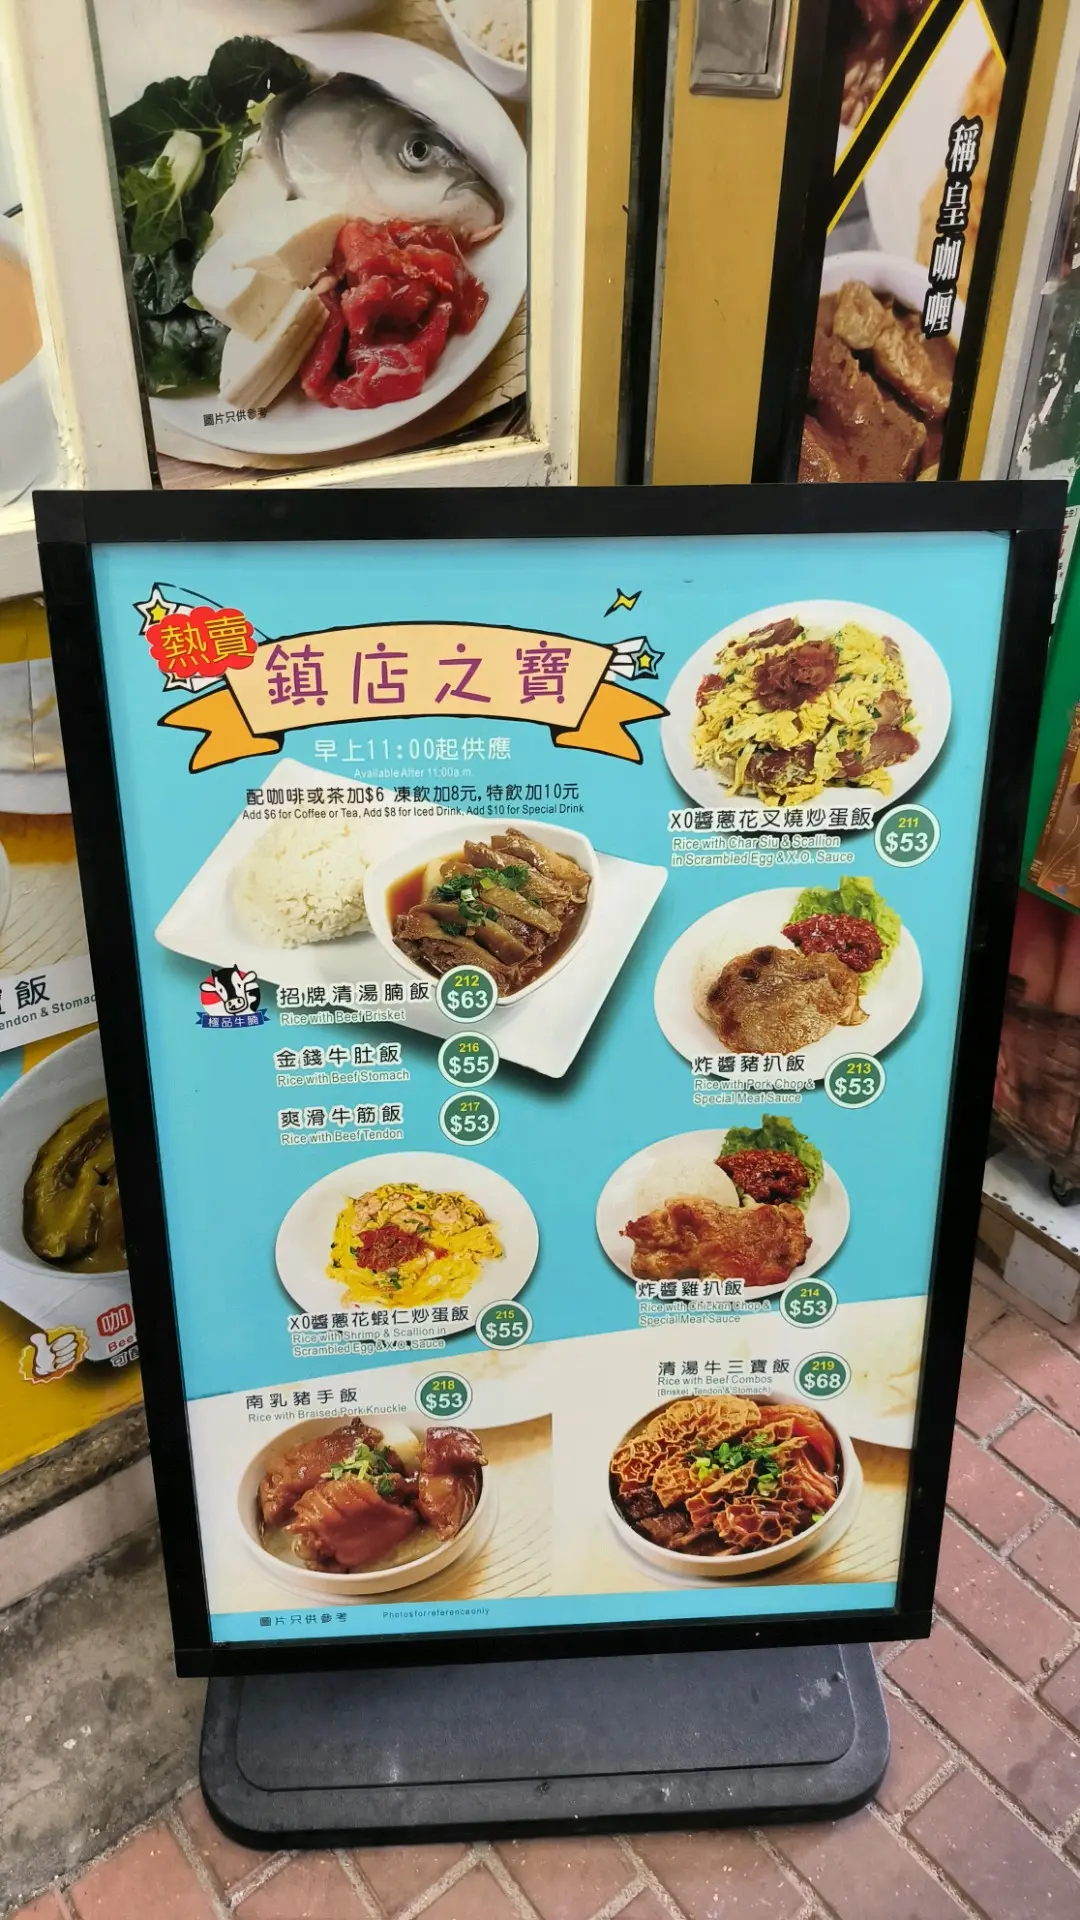 圖片只供參考
稱皇咖喱
熱賣
鎮店之寶
早上11:00起供應
Available After 11:00a.m.
配咖啡或茶加$6 凍飲加8元,特飲加10元
Add $6 for Coffee or Tea, Add $8 for Iced Drink, Add $10 for Special Drink
XO醬蔥花叉燒炒蛋飯
Rice with Char Siu & Scallion
in Scrambled Egg & X.O. Sauce
211
$53
極品牛腩
招牌清湯腩飯
Rice with Beef Brisket
212
$63
金錢牛肚飯
Rice with Beef Stomach
216
$55
爽滑牛筋飯
Rice with Beef Tendon
217
$53
炸醬豬扒飯
Rice with Pork Chop &
Special Meat Sauce
213
$53
XO醬蔥花蝦仁炒蛋飯
Rice with Shrimp & Scallion in
Scrambled Egg & X.O. Sauce
215
$55
炸醬雞扒飯
Rice with Chicken Chop &
Special Meat Sauce
214
$53
南乳豬手飯
Rice with Braised Pork Knuckle
218
$53
清湯牛三寶飯
Rice with Beef Combos
(Brisket, Tendon & Stomach)
219
$68
圖片只供參考 Photos for reference only
飯
endon & Stomac
咖
Bee